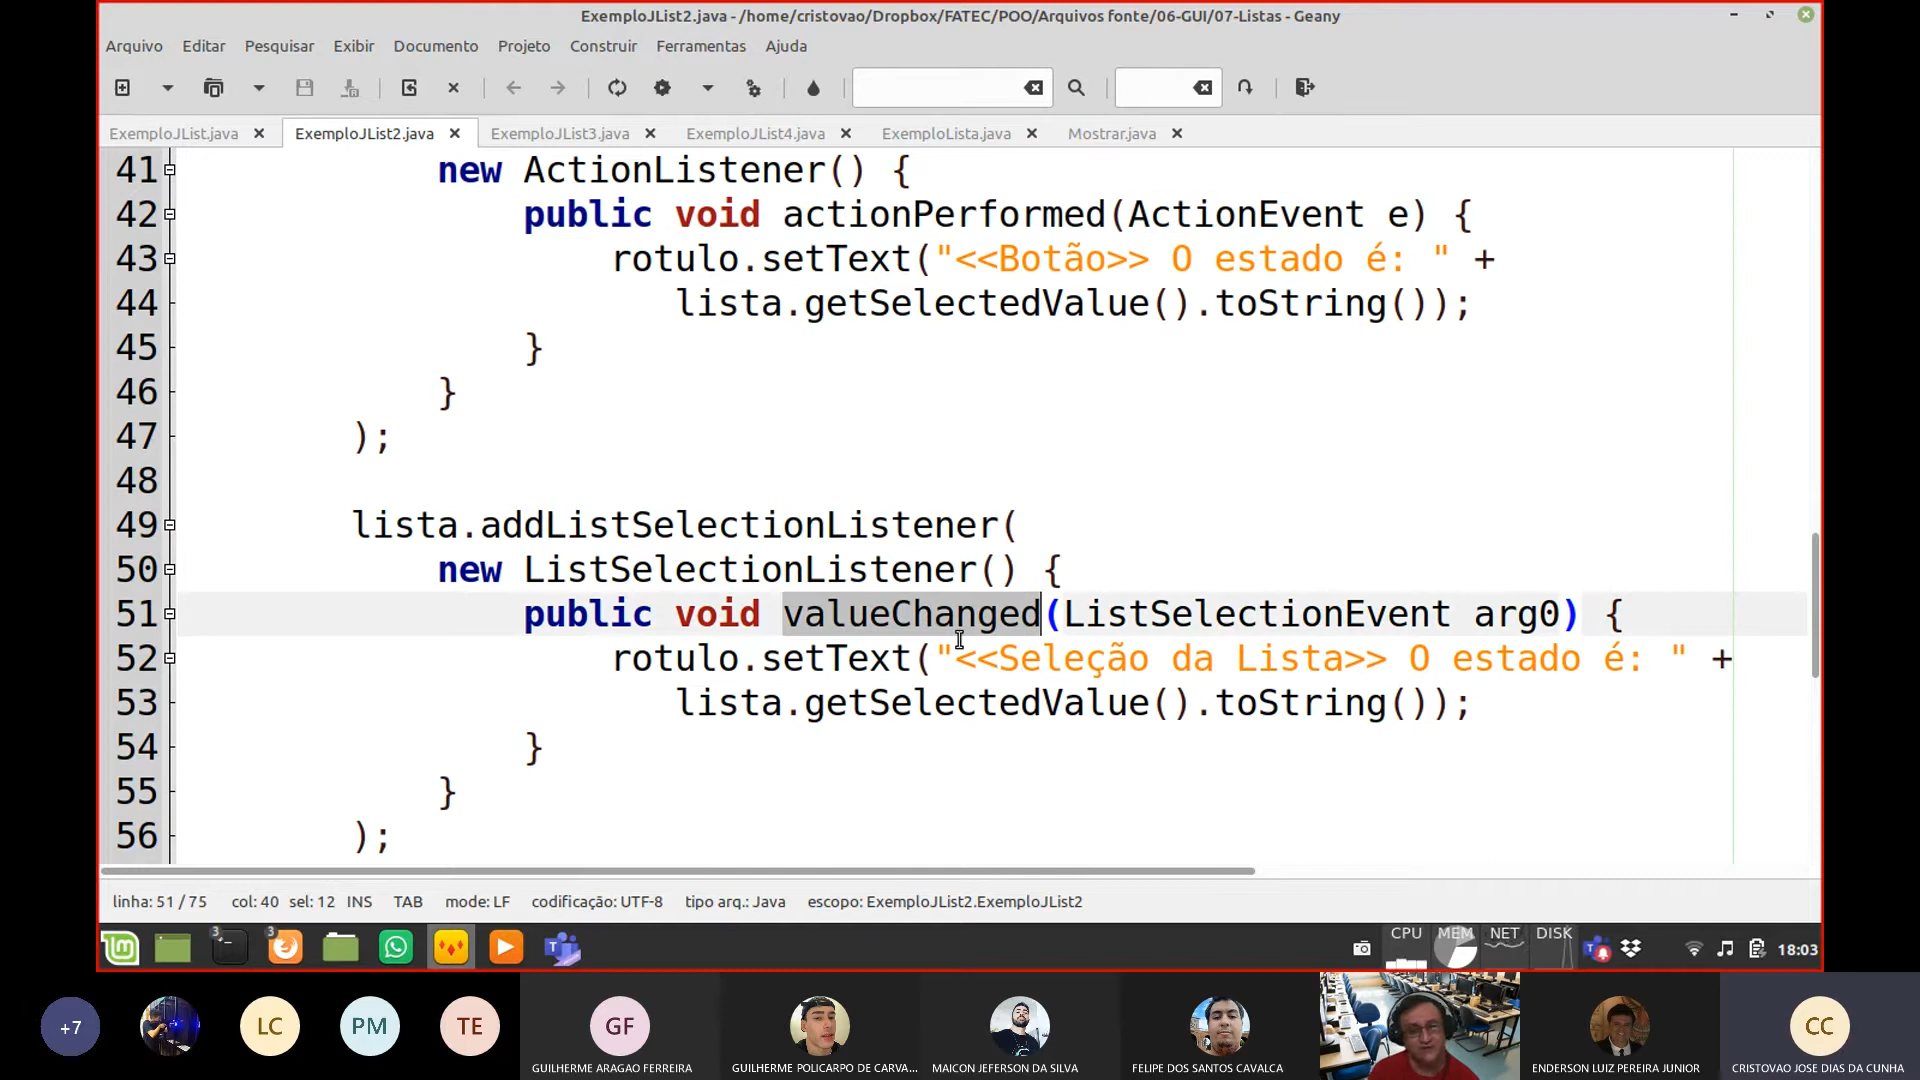 ExemploJList2.java - /home/cristovao/Dropbox/FATEC/POO/Arquivos fonte/06-GUI/07-Listas - Geany
Arquivo Editar Pesquisar Exibir Documento Projeto Construir Ferramentas Ajuda
ExemploJList.java ExemploJList2.java ExemploJList3.java ExemploJList4.java ExemploLista.java Mostrar.java
41 new ActionListener() {
42 public void actionPerformed(ActionEvent e) {
43 rotulo.setText("<<Botão>> O estado é: " +
44 lista.getSelectedValue().toString());
45 }
46 }
47 );
48
49 lista.addListSelectionListener(
50 new ListSelectionListener() {
51 public void valueChanged(ListSelectionEvent arg0) {
52 rotulo.setText("<<Seleção da Lista>> O estado é: " +
53 lista.getSelectedValue().toString());
54 }
55 }
56 );
linha: 51 / 75 col: 40 sel: 12 INS TAB mode: LF codificação: UTF-8 tipo arq.: Java escopo: ExemploJList2.ExemploJList2
3 3 CPU MEM NET DISK 18:03
+7 LC PM TE GF CC
GUILHERME ARAGAO FERREIRA GUILHERME POLICARPO DE CARVA... MAICON JEFERSON DA SILVA FELIPE DOS SANTOS CAVALCA ENDERSON LUIZ PEREIRA JUNIOR CRISTOVAO JOSE DIAS DA CUNHA